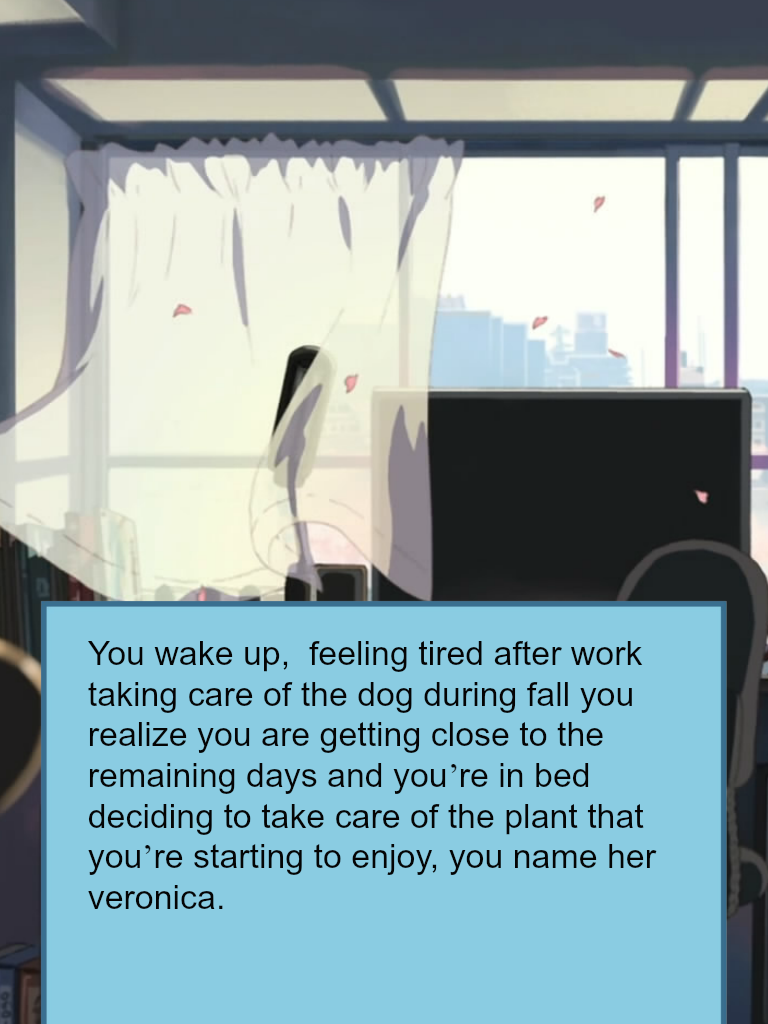 You wake up,  feeling tired after work
taking care of the dog during fall you
realize you are getting close to the
remaining days and you’re in bed
deciding to take care of the plant that
you’re starting to enjoy, you name her
veronica.